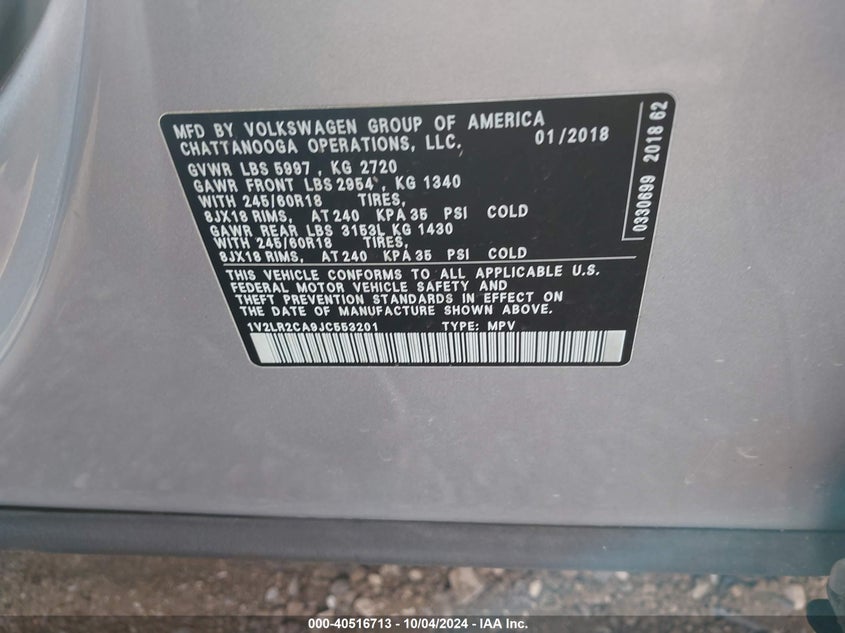 MFD BY VOLKSWAGEN GROUP OF AMERICA
CHATTANOOGA OPERATIONS, LLC. 01/2018
GVWR LBS 5997 , KG 2720
GAWR FRONT LBS 2954 , KG 1340
WITH 245/60R18 TIRES,
8JX18 RIMS, AT 240 KPA 35 PSI COLD
GAWR REAR LBS 3153L KG 1430
WITH 245/60R18 TIRES,
8JX18 RIMS, AT 240 KPA 35 PSI COLD
THIS VEHICLE CONFORMS TO ALL APPLICABLE U.S.
FEDERAL MOTOR VEHICLE SAFETY AND
THEFT PREVENTION STANDARDS IN EFFECT ON
THE DATE OF MANUFACTURE SHOWN ABOVE.
1V2LR2CA9JC553201 TYPE: MPV
0330699 2018 62
000-40516713 - 10/04/2024 - IAA Inc.